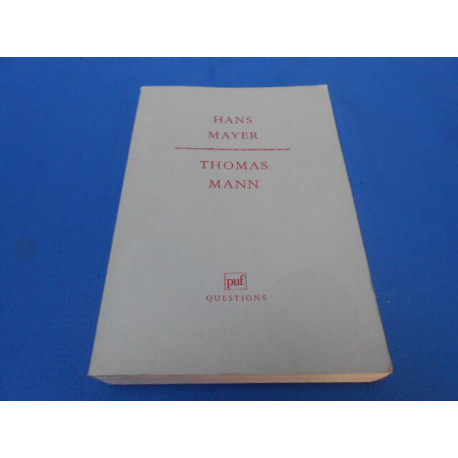 HANS
MAYER
THOMAS
MANN
puf
QUESTIONS